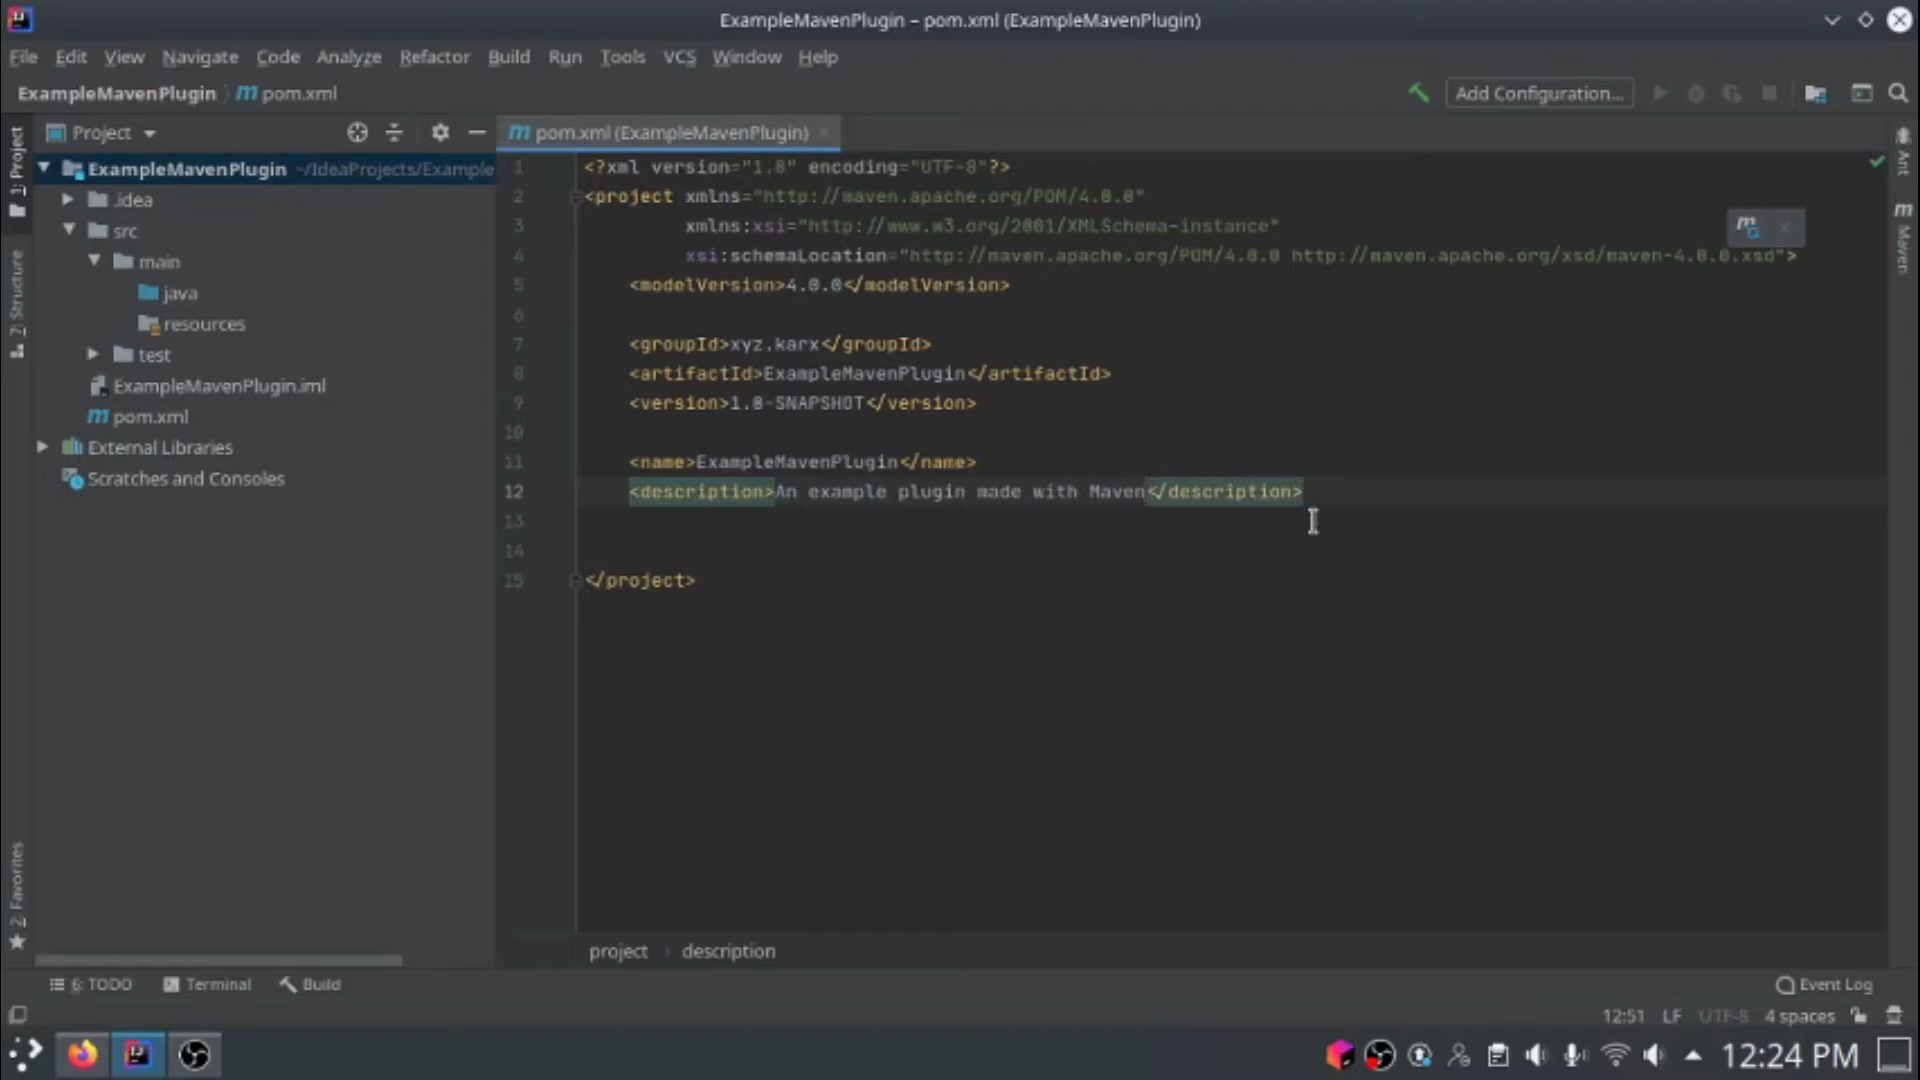 ExampleMavenPlugin – pom.xml (ExampleMavenPlugin)
File Edit View Navigate Code Analyze Refactor Build Run Tools VCS Window Help
ExampleMavenPlugin pom.xml
Add Configuration...
1: Project
Project
pom.xml (ExampleMavenPlugin)
Ant
ExampleMavenPlugin ~/IdeaProjects/Example
.idea
src
main
java
resources
test
ExampleMavenPlugin.iml
pom.xml
External Libraries
Scratches and Consoles
7: Structure
2: Favorites
Maven
1 <?xml version="1.0" encoding="UTF-8"?>
2 <project xmlns="http://maven.apache.org/POM/4.0.0"
3 xmlns:xsi="http://www.w3.org/2001/XMLSchema-instance"
4 xsi:schemaLocation="http://maven.apache.org/POM/4.0.0 http://maven.apache.org/xsd/maven-4.0.0.xsd">
5 <modelVersion>4.0.0</modelVersion>
6
7 <groupId>xyz.karx</groupId>
8 <artifactId>ExampleMavenPlugin</artifactId>
9 <version>1.0-SNAPSHOT</version>
10
11 <name>ExampleMavenPlugin</name>
12 <description>An example plugin made with Maven</description>
13
14
15 </project>
project › description
6: TODO Terminal Build Event Log
12:51 LF UTF-8 4 spaces
12:24 PM